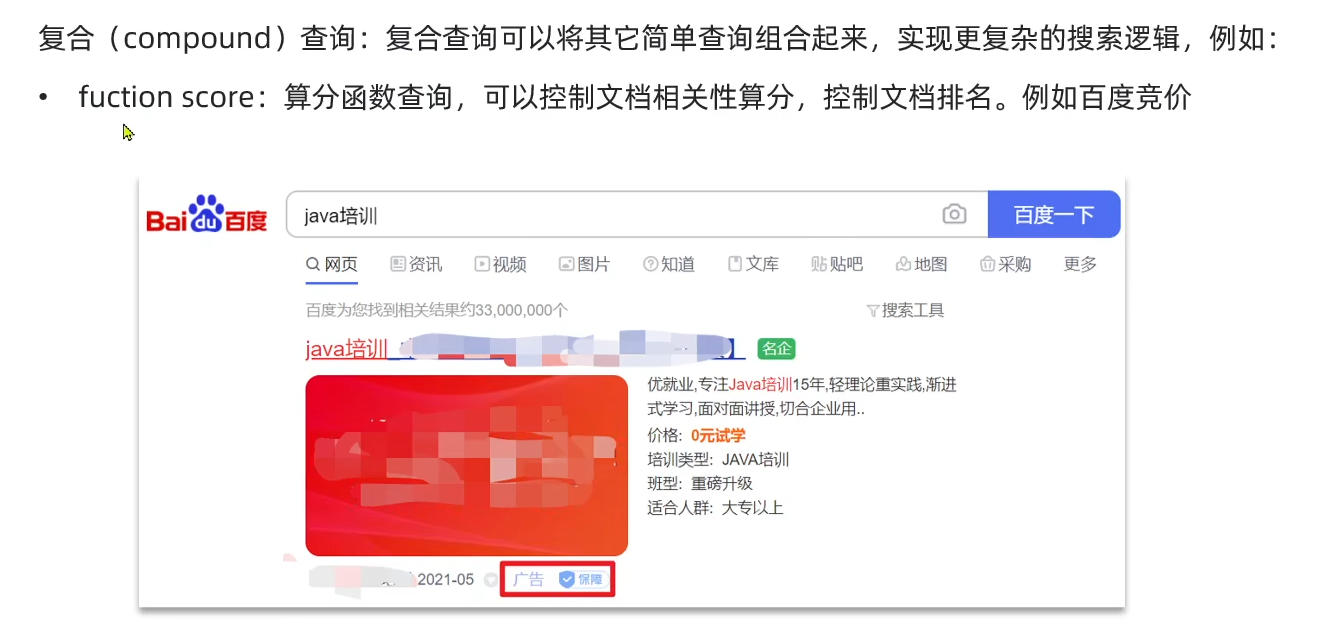 复合（compound）查询：复合查询可以将其它简单查询组合起来，实现更复杂的搜索逻辑，例如：
• fuction score：算分函数查询，可以控制文档相关性算分，控制文档排名。例如百度竞价
Bai du 百度 java培训 百度一下
网页 资讯 视频 图片 知道 文库 贴吧 地图 采购 更多
百度为您找到相关结果约33,000,000个 搜索工具
java培训 名企
优就业,专注Java培训15年,轻理论重实践,渐进
式学习,面对面讲授,切合企业用..
价格: 0元试学
培训类型: JAVA培训
班型: 重磅升级
适合人群: 大专以上
2021-05 广告 保障